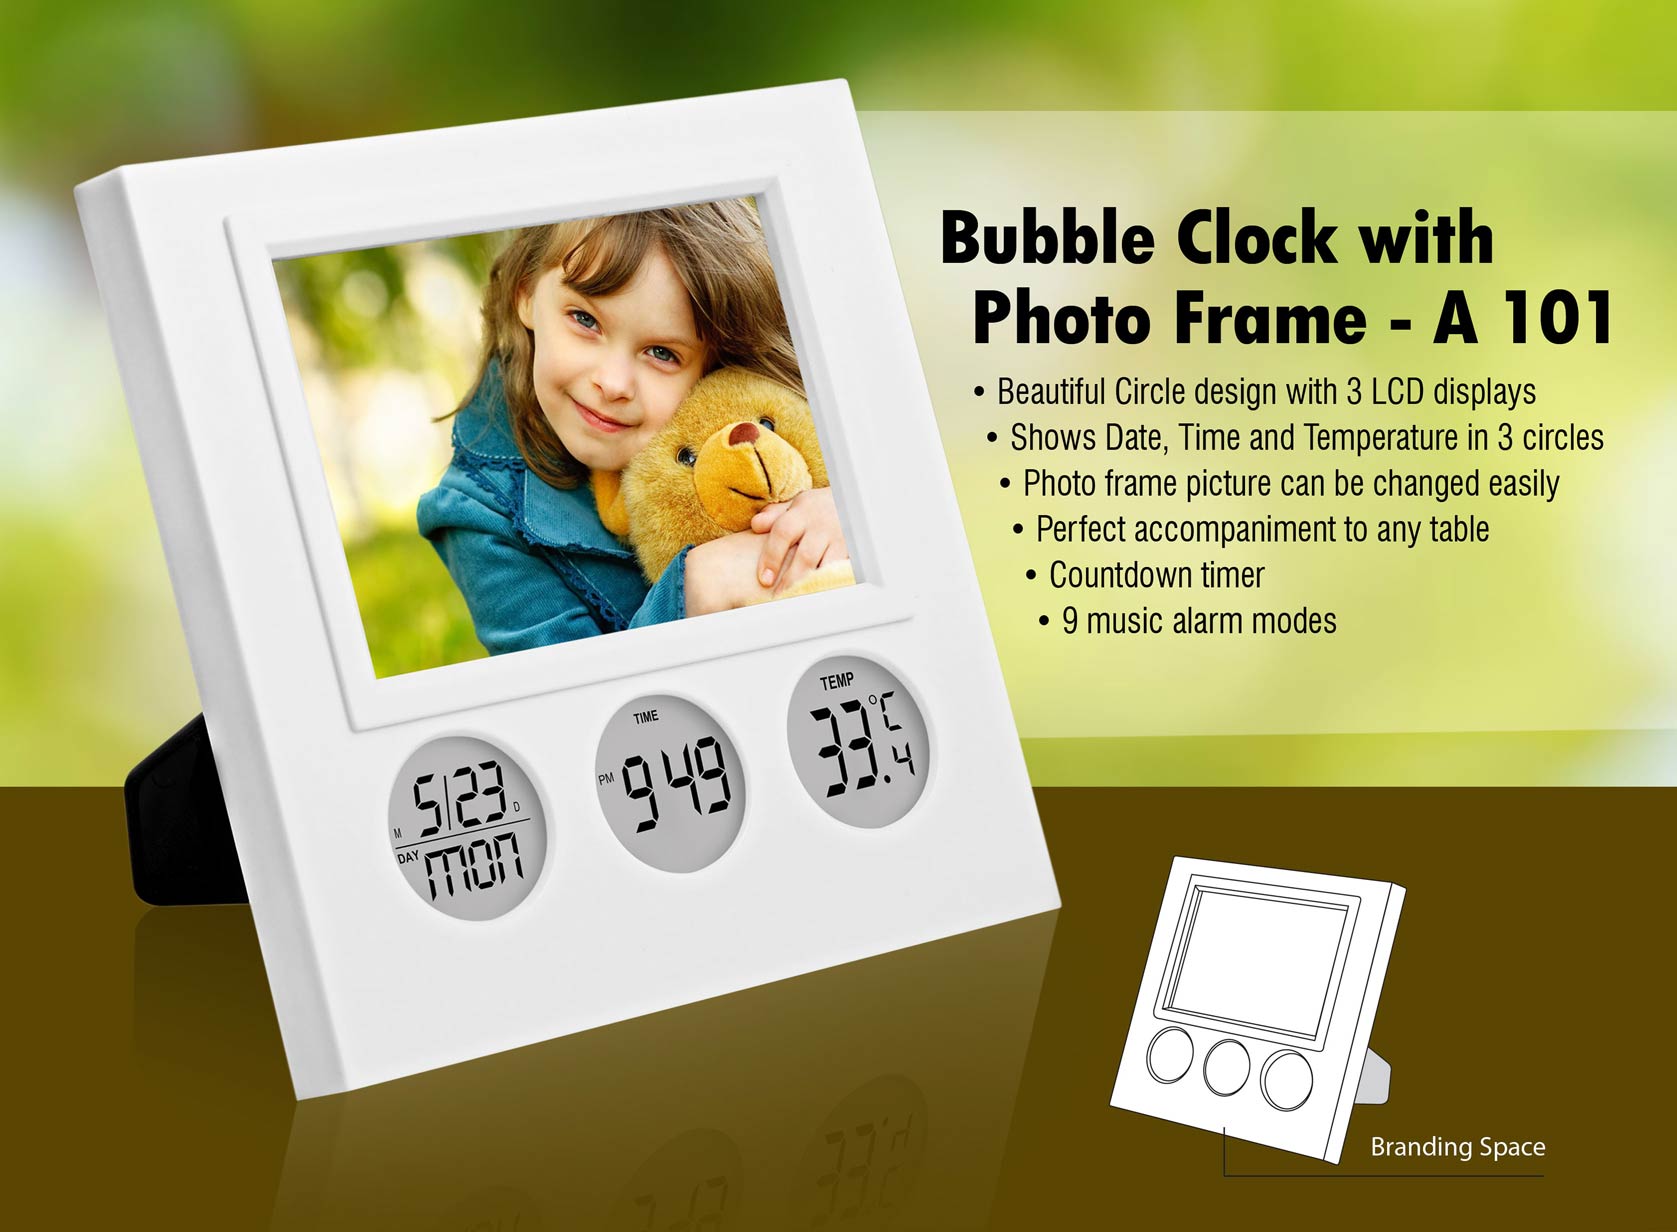 Bubble Clock with
Photo Frame - A 101
• Beautiful Circle design with 3 LCD displays
• Shows Date, Time and Temperature in 3 circles
• Photo frame picture can be changed easily
• Perfect accompaniment to any table
• Countdown timer
• 9 music alarm modes
M 5/23 D
DAY MON
TIME
PM 9 49
TEMP
33.4 °C
Branding Space